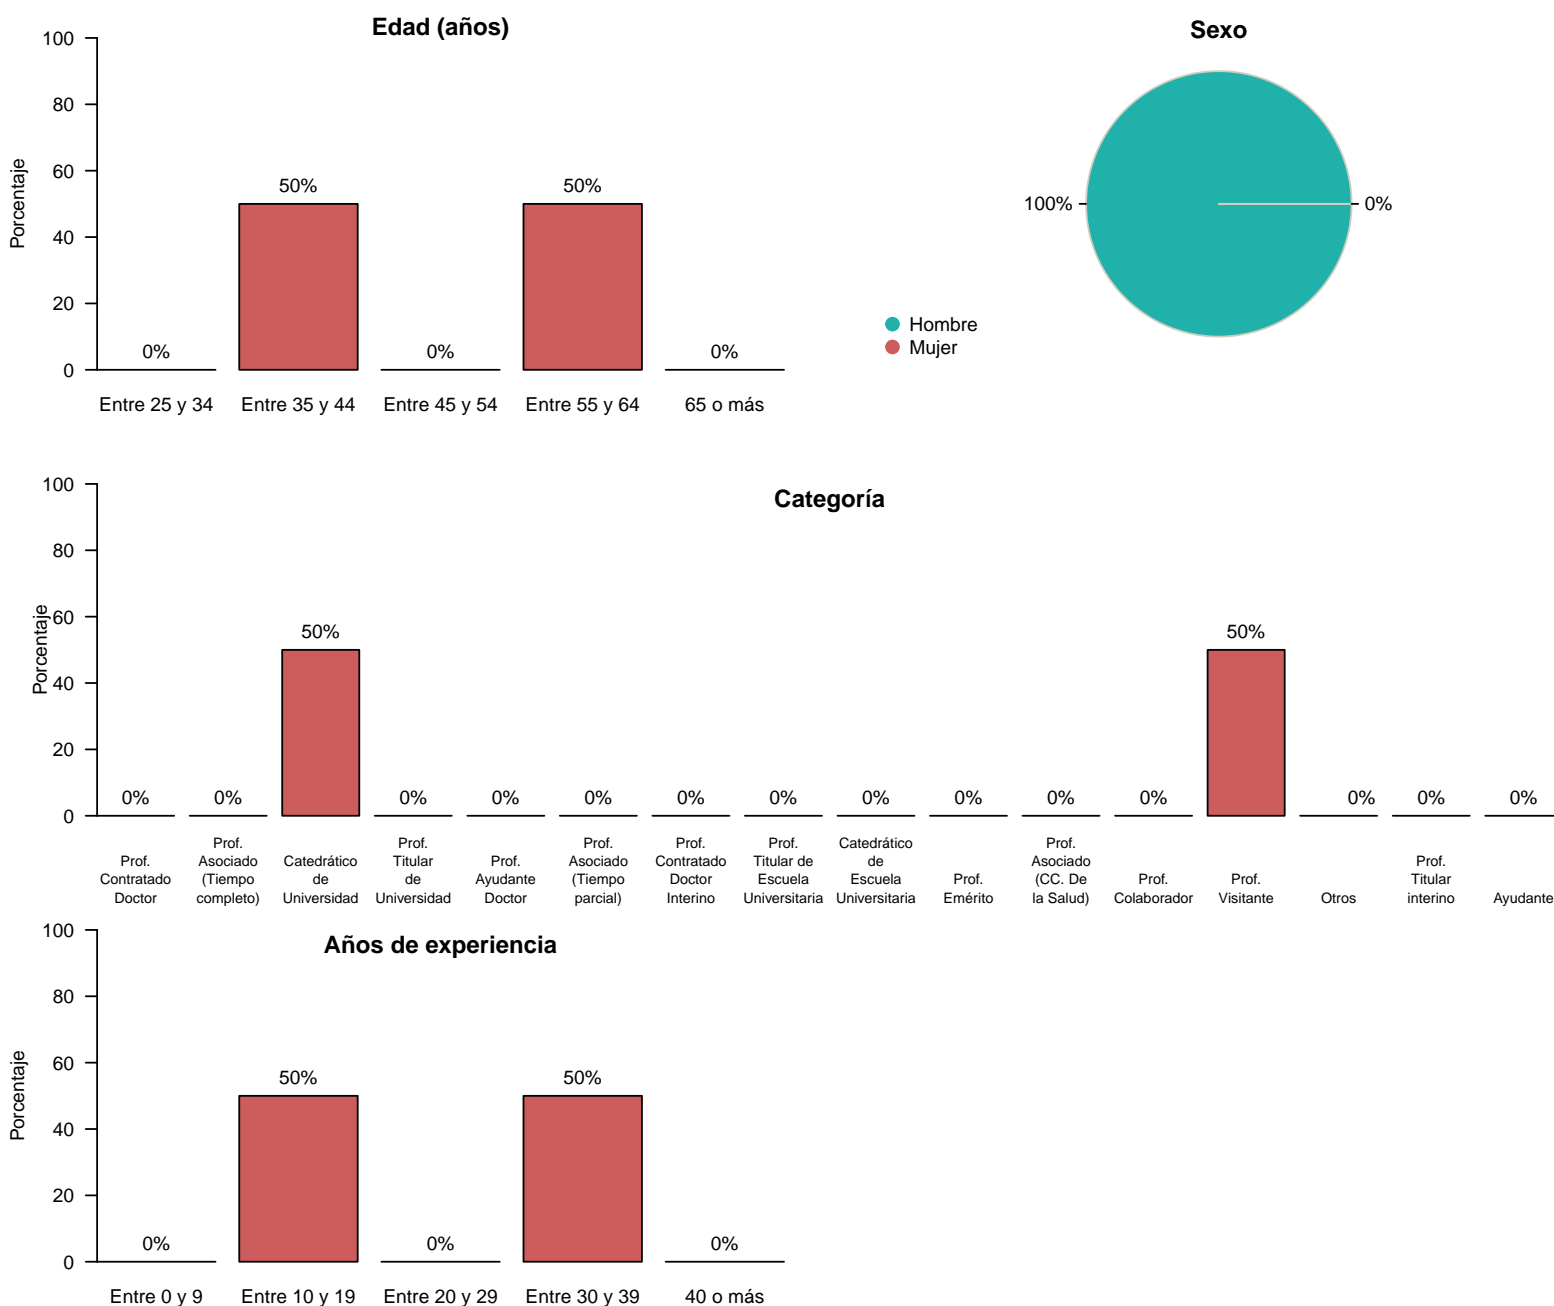 Edad (años)
Porcentaje
100
80
60
40
20
0
0%
50%
0%
50%
0%
Entre 25 y 34
Entre 35 y 44
Entre 45 y 54
Entre 55 y 64
65 o más
Sexo
100%
0%
Hombre
Mujer
Categoría
Porcentaje
100
80
60
40
20
0
0%
0%
50%
0%
0%
0%
0%
0%
0%
0%
0%
0%
50%
0%
0%
0%
Prof.
Contratado
Doctor
Prof.
Asociado
(Tiempo
completo)
Catedrático
de
Universidad
Prof.
Titular
de
Universidad
Prof.
Ayudante
Doctor
Prof.
Asociado
(Tiempo
parcial)
Prof.
Contratado
Doctor
Interino
Prof.
Titular de
Escuela
Universitaria
Catedrático
de
Escuela
Universitaria
Prof.
Emérito
Prof.
Asociado
(CC. De
la Salud)
Prof.
Colaborador
Prof.
Visitante
Otros
Prof.
Titular
interino
Ayudante
Años de experiencia
Porcentaje
100
80
60
40
20
0
0%
50%
0%
50%
0%
Entre 0 y 9
Entre 10 y 19
Entre 20 y 29
Entre 30 y 39
40 o más